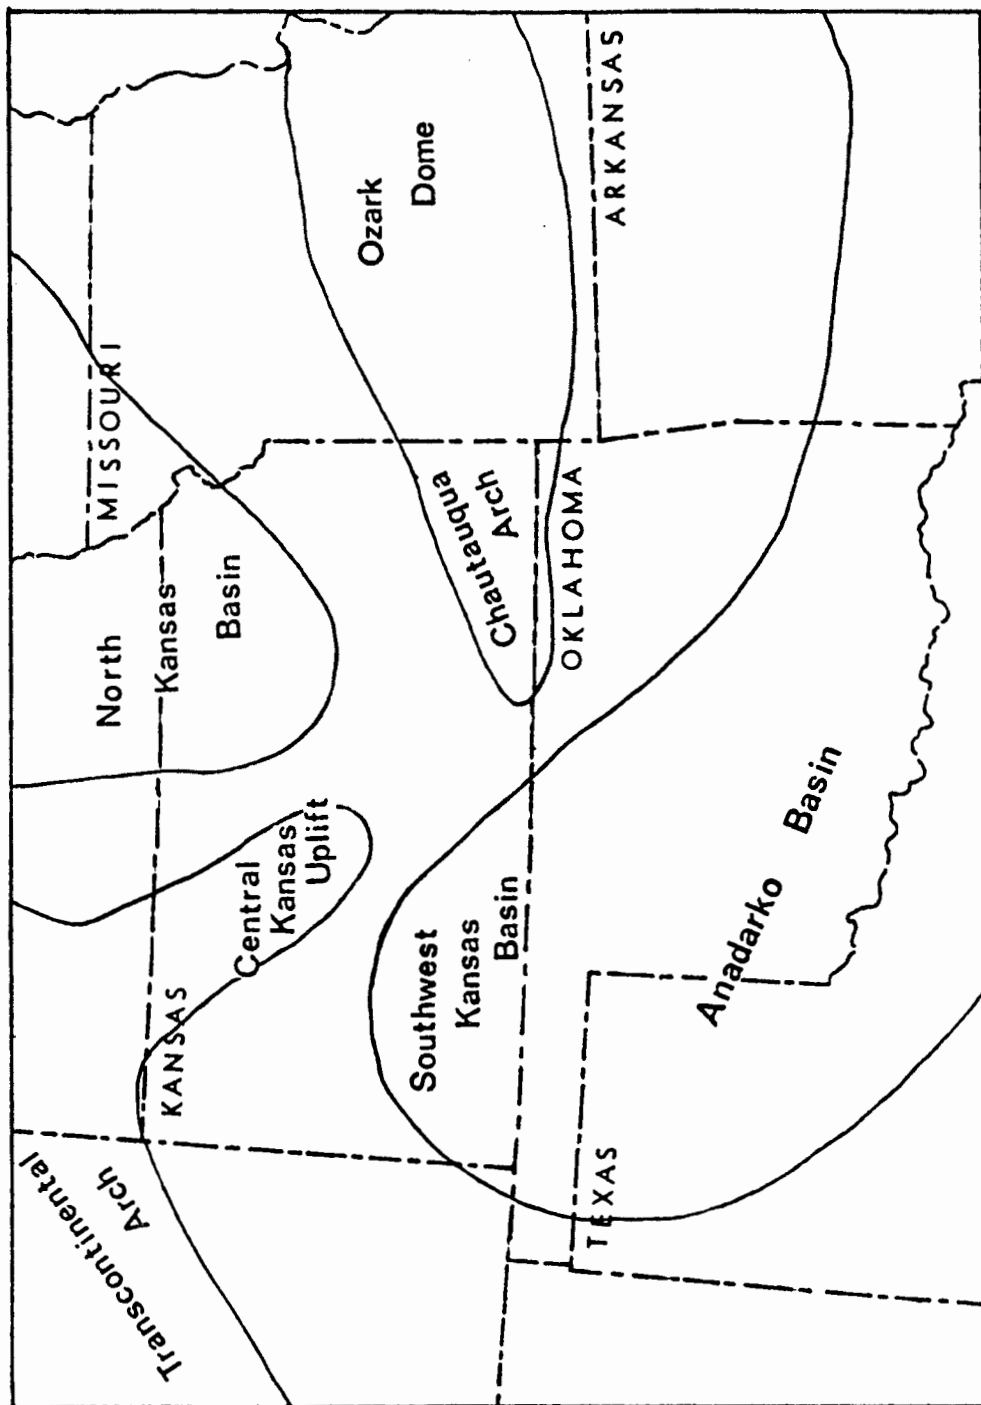 Transcontinental
Arch
KANSAS
Central
Kansas
Uplift
North
Kansas
Basin
MISSOURI
Southwest
Kansas
Basin
Chautauqua
Arch
Ozark
Dome
OKLAHOMA
ARKANSAS
TEXAS
Anadarko Basin